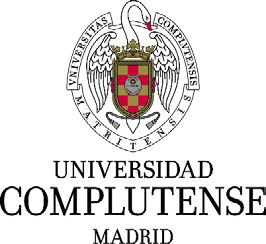 UNIVERSITAS COMPLUTENSIS
MATRITENSIS
UNIVERSIDAD
COMPLUTENSE
MADRID